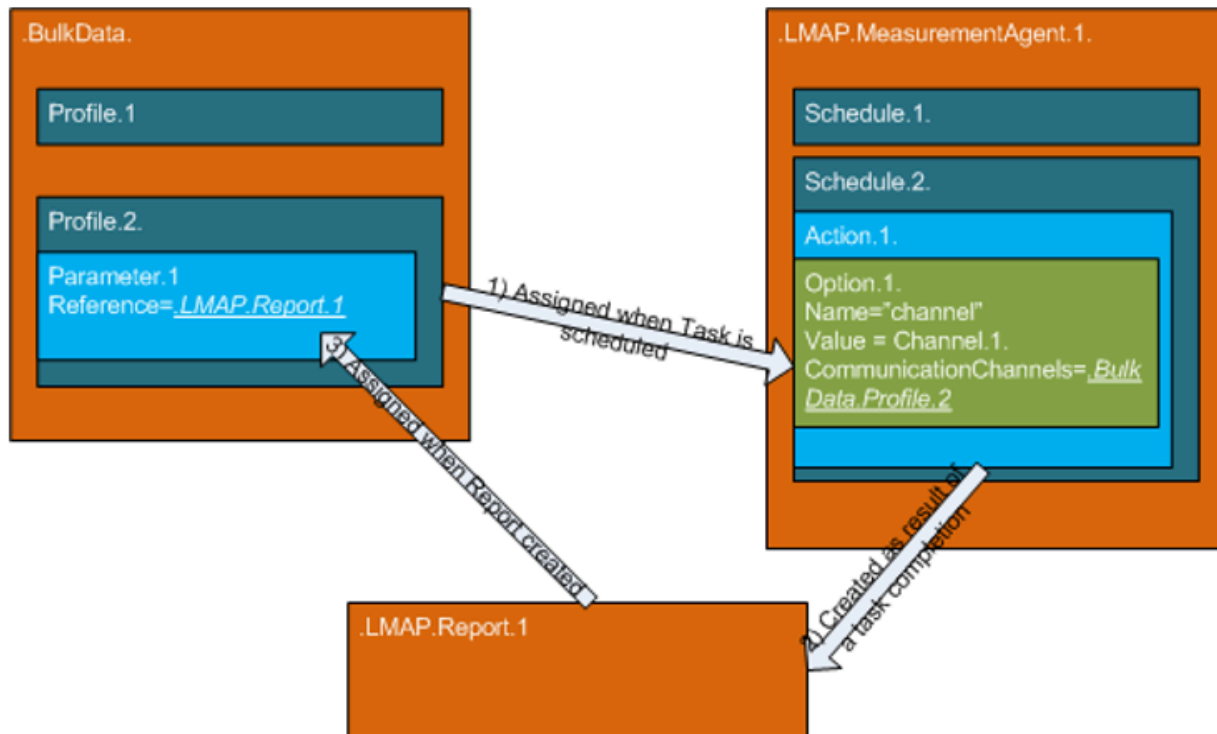 .BulkData.
Profile.1
Profile.2.
Parameter.1
Reference=.LMAP.Report.1
.LMAP.MeasurementAgent.1.
Schedule.1.
Schedule.2.
Action.1.
Option.1.
Name="channel"
Value = Channel.1.
CommunicationChannels=.Bulk
Data.Profile.2
1) Assigned when Task is
scheduled
2) Created as result of
a task completion
3) Assigned when Report created
.LMAP.Report.1